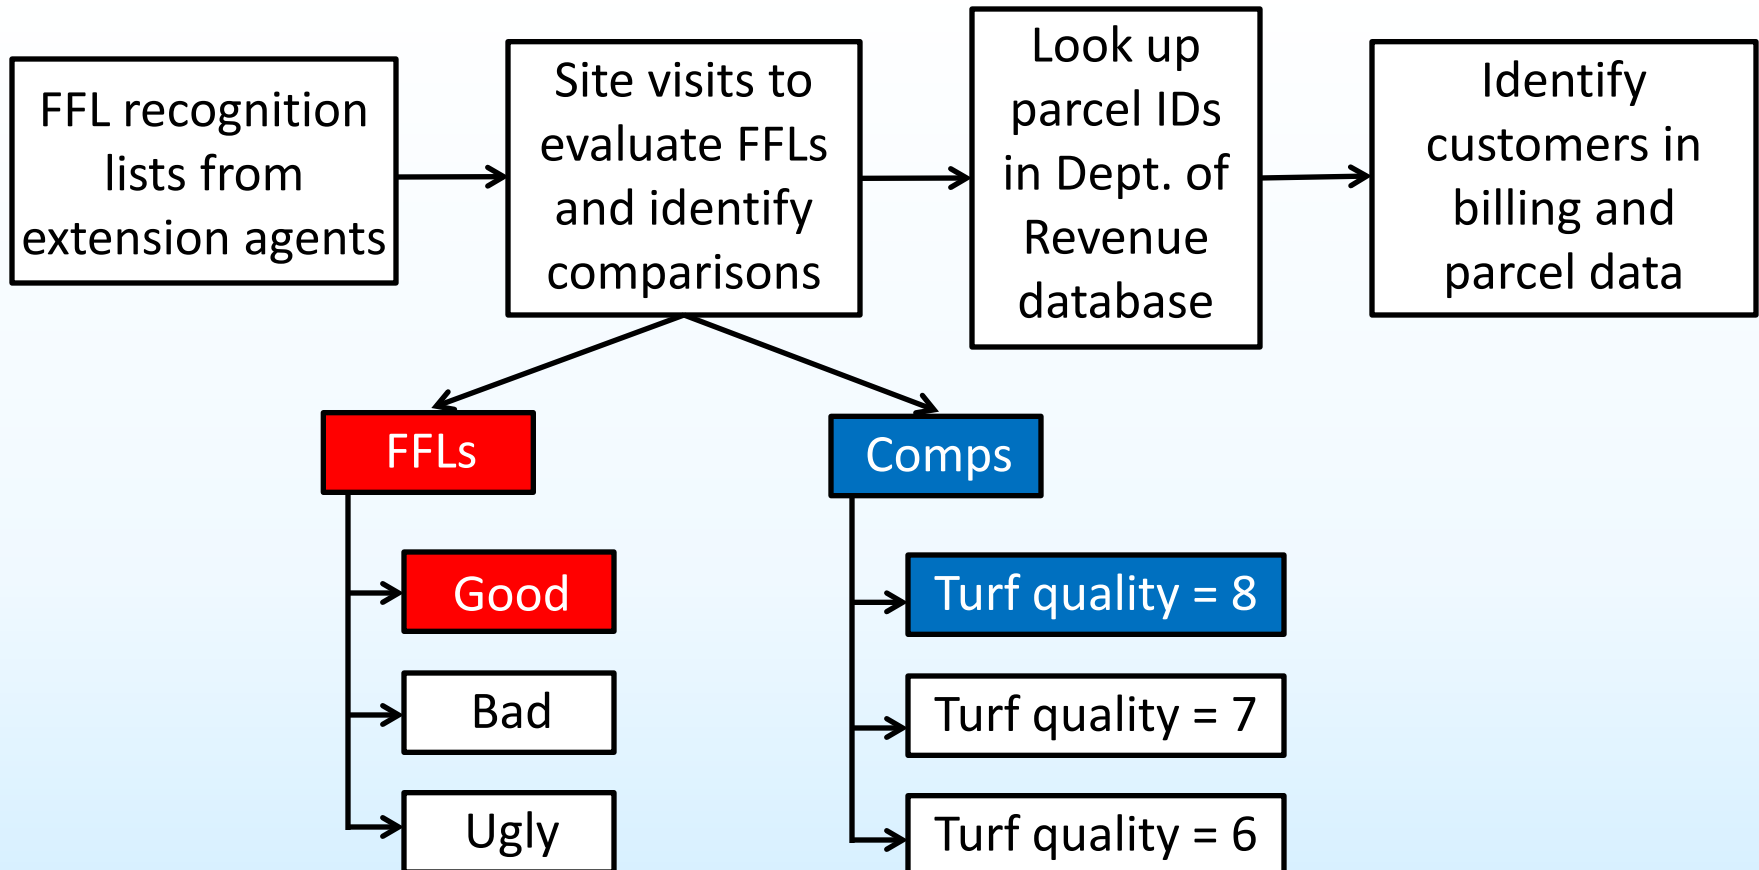 FFL recognition
lists from
extension agents
Site visits to
evaluate FFLs
and identify
comparisons
Look up
parcel IDs
in Dept. of
Revenue
database
Identify
customers in
billing and
parcel data
FFLs
Good
Bad
Ugly
Comps
Turf quality = 8
Turf quality = 7
Turf quality = 6